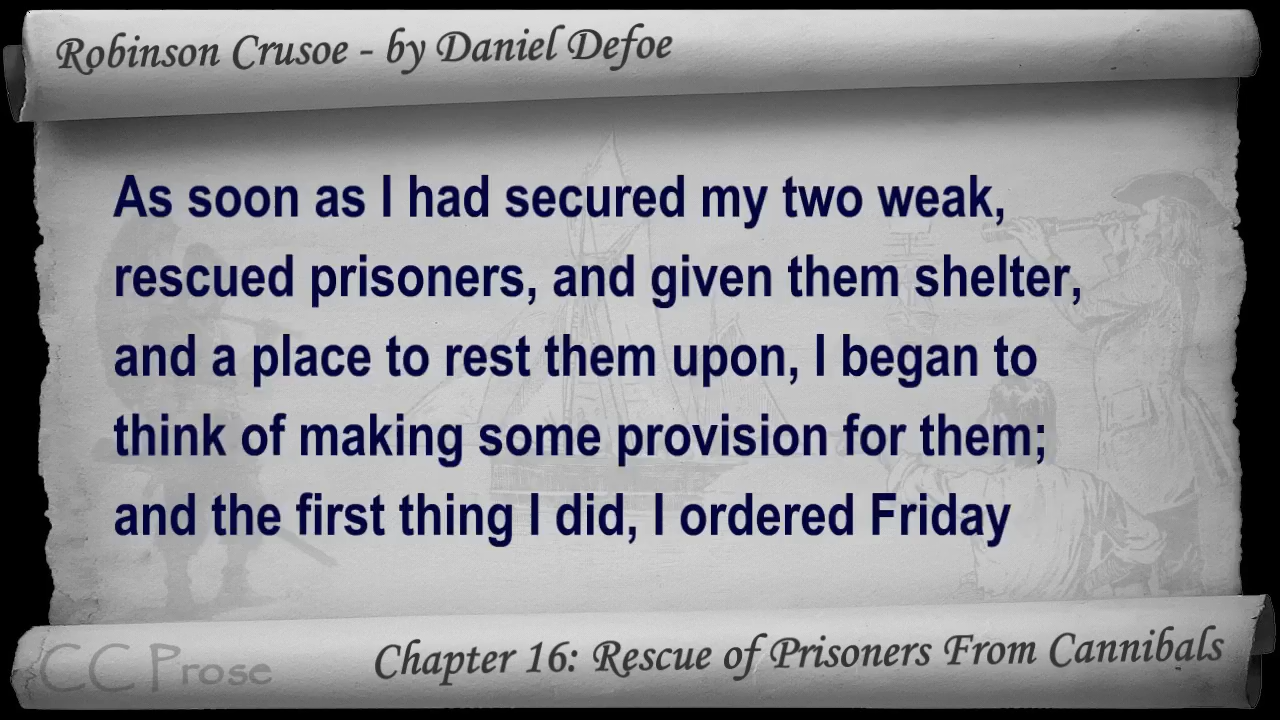 Robinson Crusoe - by Daniel Defoe
As soon as I had secured my two weak,
rescued prisoners, and given them shelter,
and a place to rest them upon, I began to
think of making some provision for them;
and the first thing I did, I ordered Friday
CC Prose
Chapter 16: Rescue of Prisoners From Cannibals